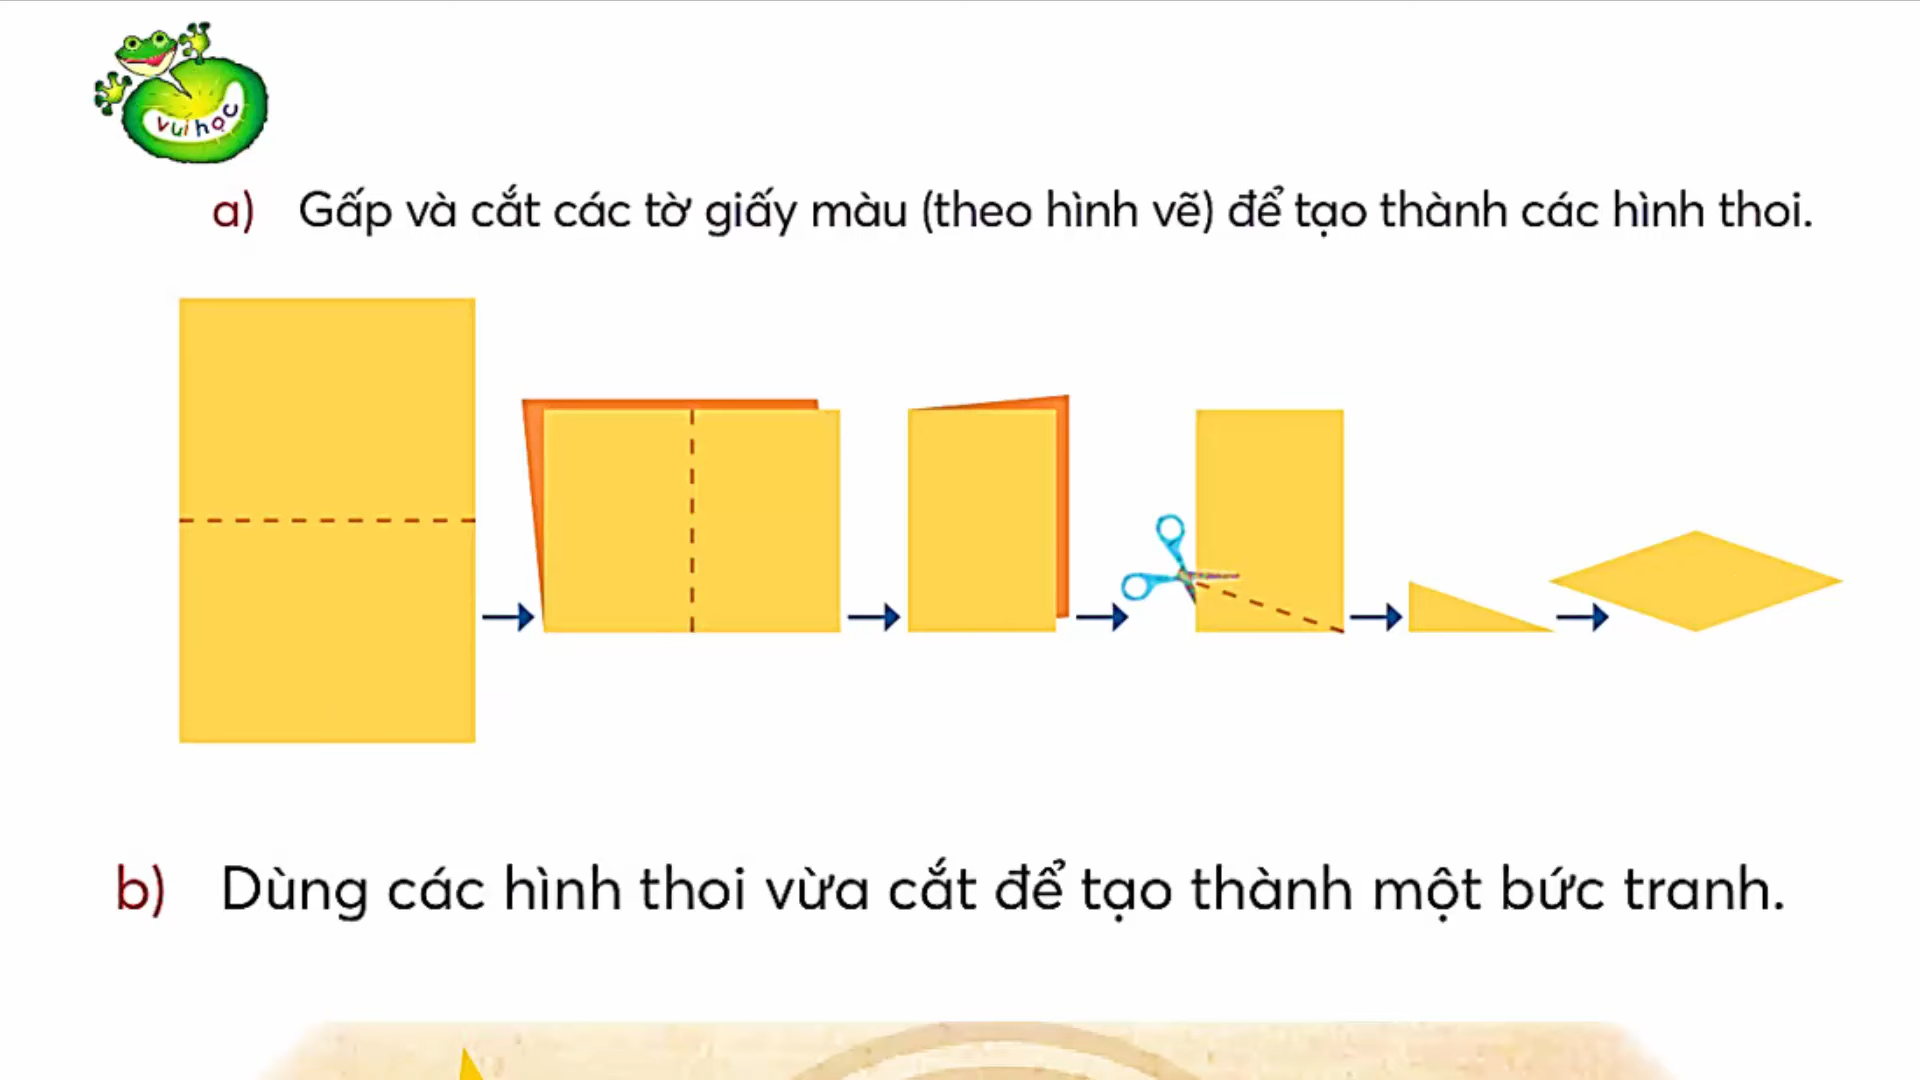 vui học
a) Gấp và cắt các tờ giấy màu (theo hình vẽ) để tạo thành các hình thoi.
b) Dùng các hình thoi vừa cắt để tạo thành một bức tranh.